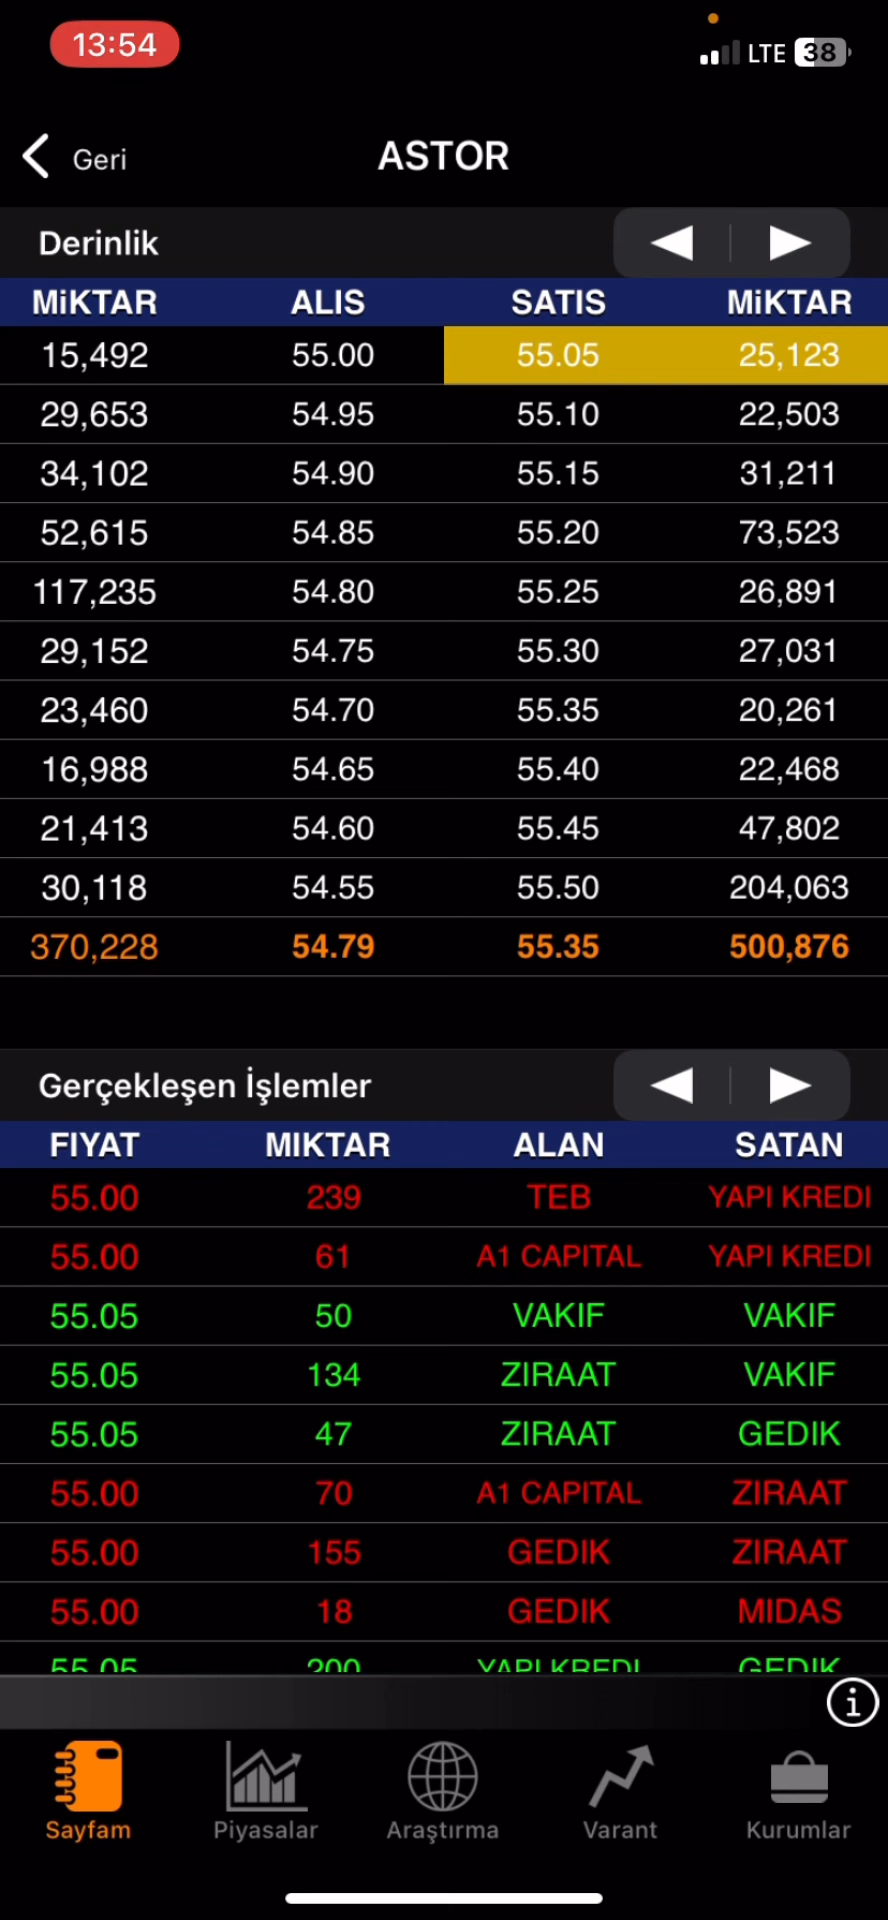 13:54 LTE 38
Geri ASTOR
Derinlik
MiKTAR ALIS SATIS MiKTAR
15,492 55.00 55.05 25,123
29,653 54.95 55.10 22,503
34,102 54.90 55.15 31,211
52,615 54.85 55.20 73,523
117,235 54.80 55.25 26,891
29,152 54.75 55.30 27,031
23,460 54.70 55.35 20,261
16,988 54.65 55.40 22,468
21,413 54.60 55.45 47,802
30,118 54.55 55.50 204,063
370,228 54.79 55.35 500,876
Gerçekleşen İşlemler
FIYAT MIKTAR ALAN SATAN
55.00 239 TEB YAPI KREDI
55.00 61 A1 CAPITAL YAPI KREDI
55.05 50 VAKIF VAKIF
55.05 134 ZIRAAT VAKIF
55.05 47 ZIRAAT GEDIK
55.00 70 A1 CAPITAL ZIRAAT
55.00 155 GEDIK ZIRAAT
55.00 18 GEDIK MIDAS
55.05 200 YAPI KREDI GEDIK
Sayfam Piyasalar Araştırma Varant Kurumlar